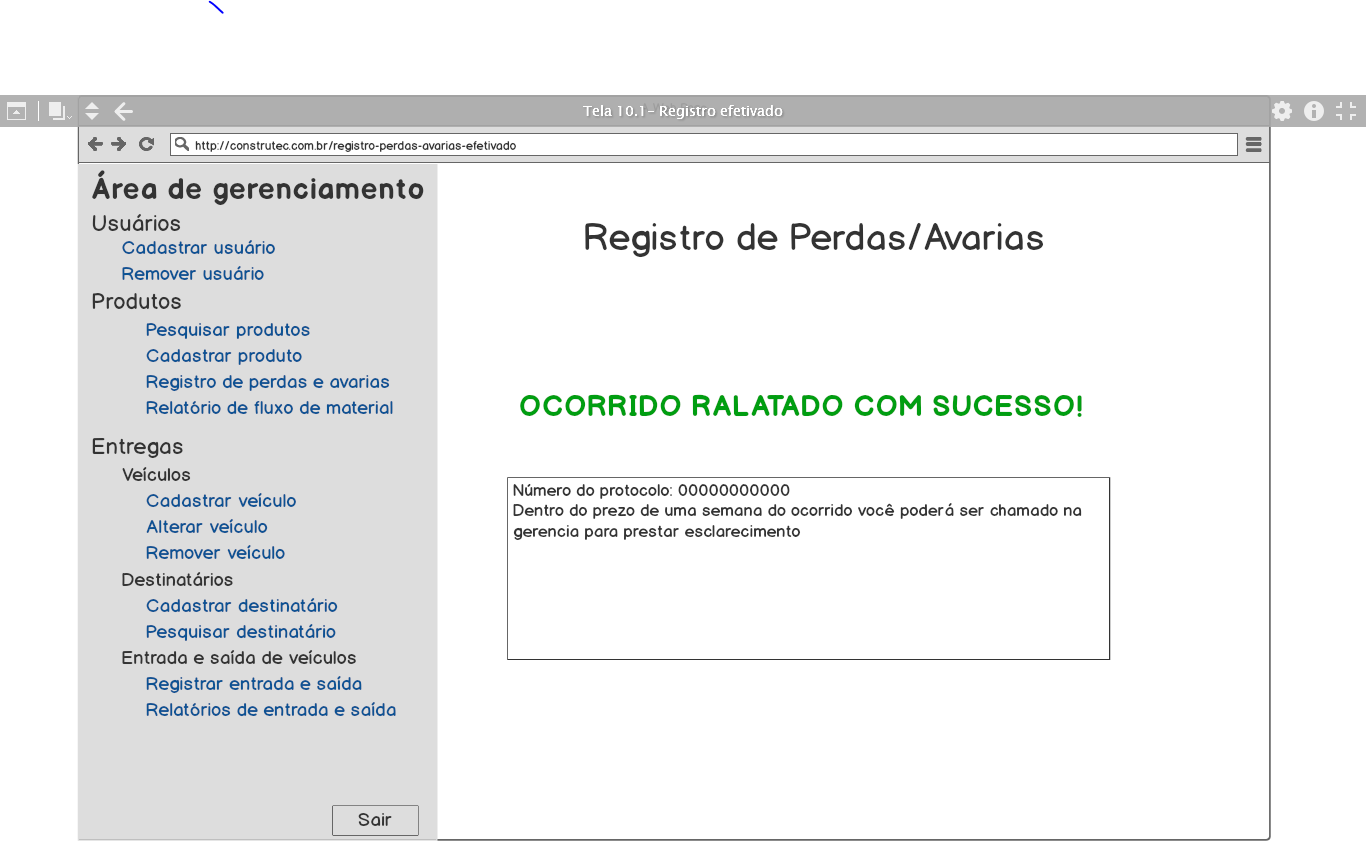 Tela 10.1- Registro efetivado
http://construtec.com.br/registro-perdas-avarias-efetivado
Área de gerenciamento
Usuários
Cadastrar usuário
Remover usuário
Produtos
Pesquisar produtos
Cadastrar produto
Registro de perdas e avarias
Relatório de fluxo de material
Entregas
Veículos
Cadastrar veículo
Alterar veículo
Remover veículo
Destinatários
Cadastrar destinatário
Pesquisar destinatário
Entrada e saída de veículos
Registrar entrada e saída
Relatórios de entrada e saída
Sair
Registro de Perdas/Avarias
OCORRIDO RALATADO COM SUCESSO!
Número do protocolo: 00000000000
Dentro do prezo de uma semana do ocorrido você poderá ser chamado na
gerencia para prestar esclarecimento